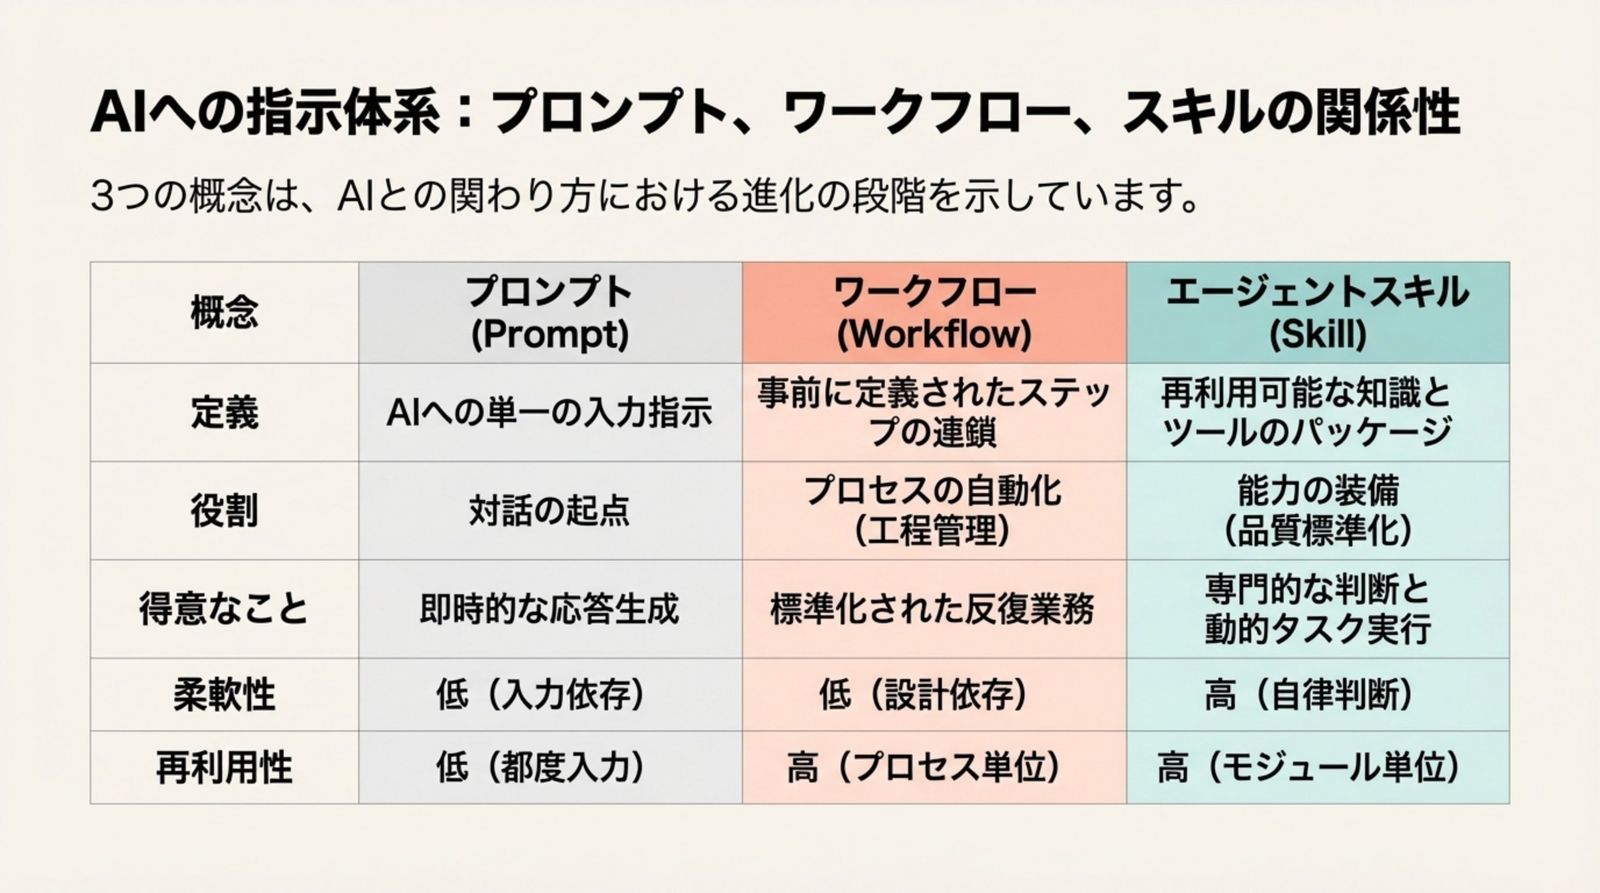 AIへの指示体系：プロンプト、ワークフロー、スキルの関係性
3つの概念は、AIとの関わり方における進化の段階を示しています。
概念
プロンプト
(Prompt)
ワークフロー
(Workflow)
エージェントスキル
(Skill)
定義
AIへの単一の入力指示
事前に定義されたステッ
プの連鎖
再利用可能な知識と
ツールのパッケージ
役割
対話の起点
プロセスの自動化
（工程管理）
能力の装備
（品質標準化）
得意なこと
即時的な応答生成
標準化された反復業務
専門的な判断と
動的タスク実行
柔軟性
低（入力依存）
低（設計依存）
高（自律判断）
再利用性
低（都度入力）
高（プロセス単位）
高（モジュール単位）